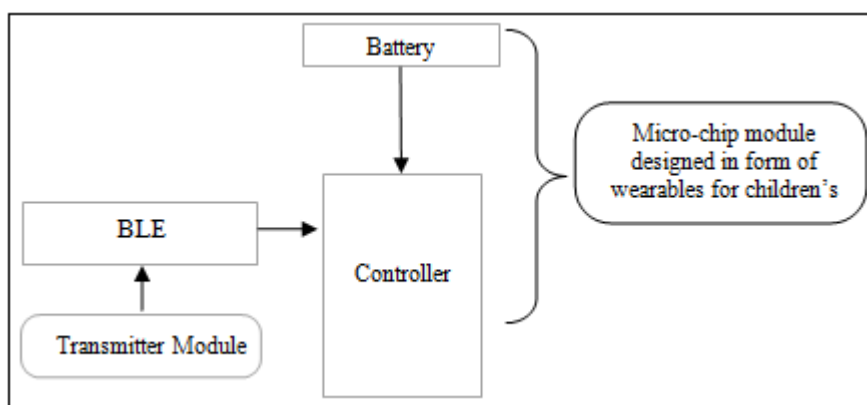 Battery
Micro-chip module
designed in form of
wearables for children’s
BLE
Controller
Transmitter Module